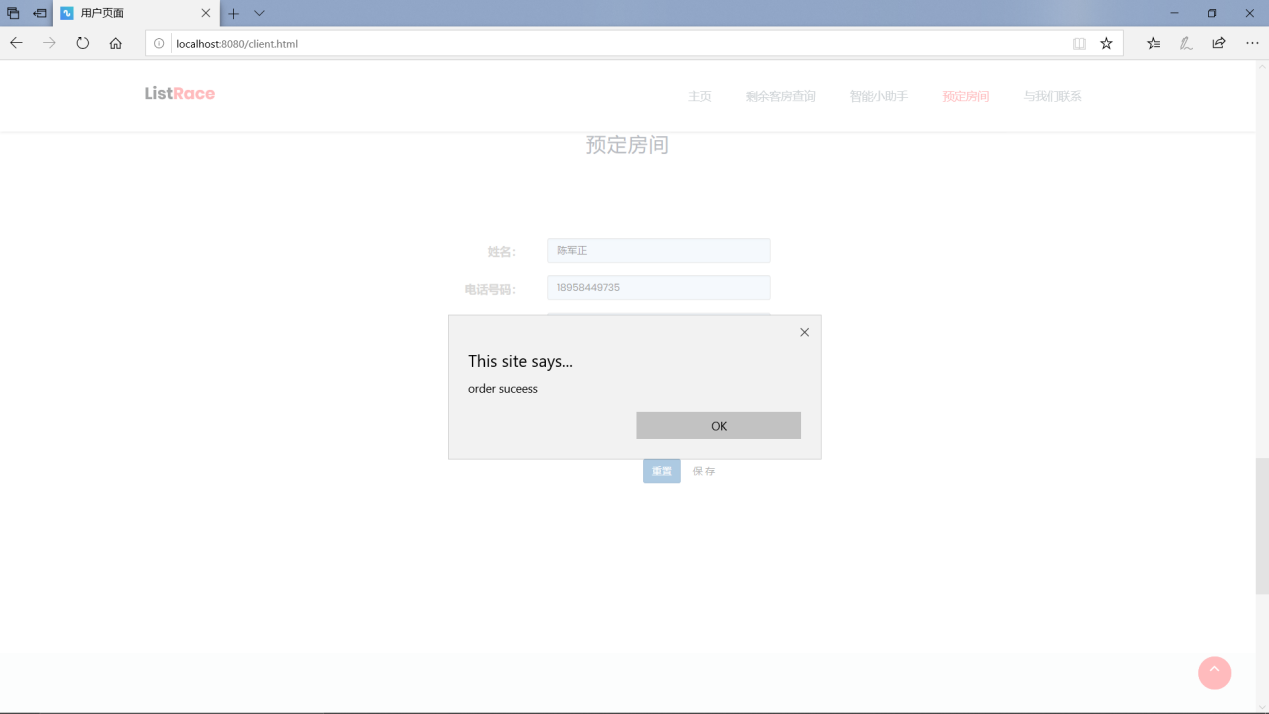 用户页面
localhost:8080/client.html
ListRace
主页
剩余客房查询
智能小助手
预定房间
与我们联系
预定房间
姓名：
陈军正
电话号码：
18958449735
This site says...
order suceess
OK
重置
保 存